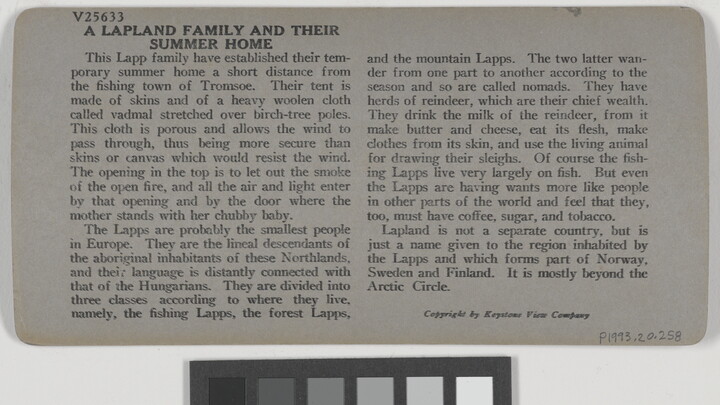 V25633
A LAPLAND FAMILY AND THEIR
SUMMER HOME
This Lapp family have established their tem-
porary summer home a short distance from
the fishing town of Tromsoe. Their tent is
made of skins and of a heavy woolen cloth
called vadmal stretched over birch-tree poles.
This cloth is porous and allows the wind to
pass through, thus being more secure than
skins or canvas which would resist the wind.
The opening in the top is to let out the smoke
of the open fire, and all the air and light enter
by that opening and by the door where the
mother stands with her chubby baby.
The Lapps are probably the smallest people
in Europe. They are the lineal descendants of
the aboriginal inhabitants of these Northlands,
and their language is distantly connected with
that of the Hungarians. They are divided into
three classes according to where they live,
namely, the fishing Lapps, the forest Lapps,
and the mountain Lapps. The two latter wan-
der from one part to another according to the
season and so are called nomads. They have
herds of reindeer, which are their chief wealth.
They drink the milk of the reindeer, from it
make butter and cheese, eat its flesh, make
clothes from its skin, and use the living animal
for drawing their sleighs. Of course the fish-
ing Lapps live very largely on fish. But even
the Lapps are having wants more like people
in other parts of the world and feel that they,
too, must have coffee, sugar, and tobacco.
Lapland is not a separate country, but is
just a name given to the region inhabited by
the Lapps and which forms part of Norway,
Sweden and Finland. It is mostly beyond the
Arctic Circle.
Copyright by Keystone View Company
P1993.20.258